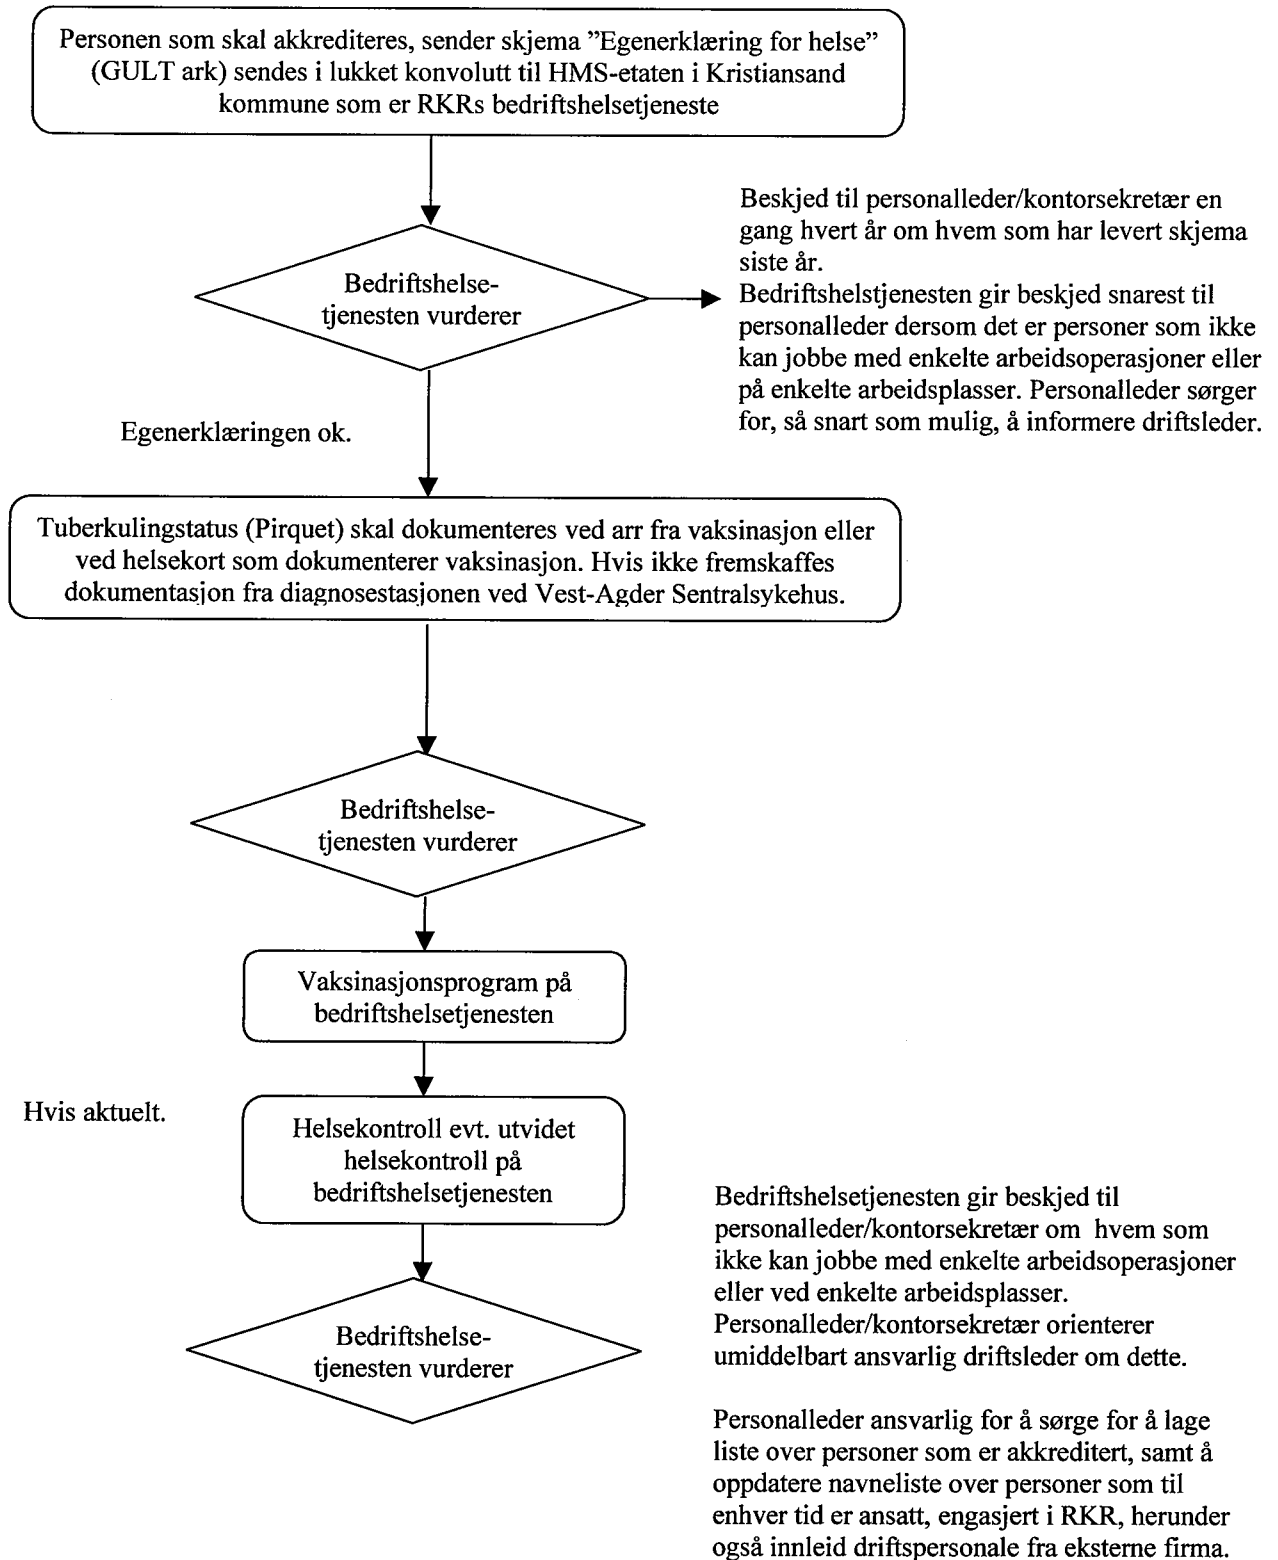 Personen som skal akkrediteres, sender skjema ”Egenerklæring for helse”
(GULT ark) sendes i lukket konvolutt til HMS-etaten i Kristiansand
kommune som er RKRs bedriftshelsetjeneste
Bedriftshelse-
tjenesten vurderer
Beskjed til personalleder/kontorsekretær en
gang hvert år om hvem som har levert skjema
siste år.
Bedriftshelstjenesten gir beskjed snarest til
personalleder dersom det er personer som ikke
kan jobbe med enkelte arbeidsoperasjoner eller
på enkelte arbeidsplasser. Personalleder sørger
for, så snart som mulig, å informere driftsleder.
Egenerklæringen ok.
Tuberkulingstatus (Pirquet) skal dokumenteres ved arr fra vaksinasjon eller
ved helsekort som dokumenterer vaksinasjon. Hvis ikke fremskaffes
dokumentasjon fra diagnosestasjonen ved Vest-Agder Sentralsykehus.
Bedriftshelse-
tjenesten vurderer
Vaksinasjonsprogram på
bedriftshelsetjenesten
Hvis aktuelt.
Helsekontroll evt. utvidet
helsekontroll på
bedriftshelsetjenesten
Bedriftshelse-
tjenesten vurderer
Bedriftshelsetjenesten gir beskjed til
personalleder/kontorsekretær om hvem som
ikke kan jobbe med enkelte arbeidsoperasjoner
eller ved enkelte arbeidsplasser.
Personalleder/kontorsekretær orienterer
umiddelbart ansvarlig driftsleder om dette.
Personalleder ansvarlig for å sørge for å lage
liste over personer som er akkreditert, samt å
oppdatere navneliste over personer som til
enhver tid er ansatt, engasjert i RKR, herunder
også innleid driftspersonale fra eksterne firma.